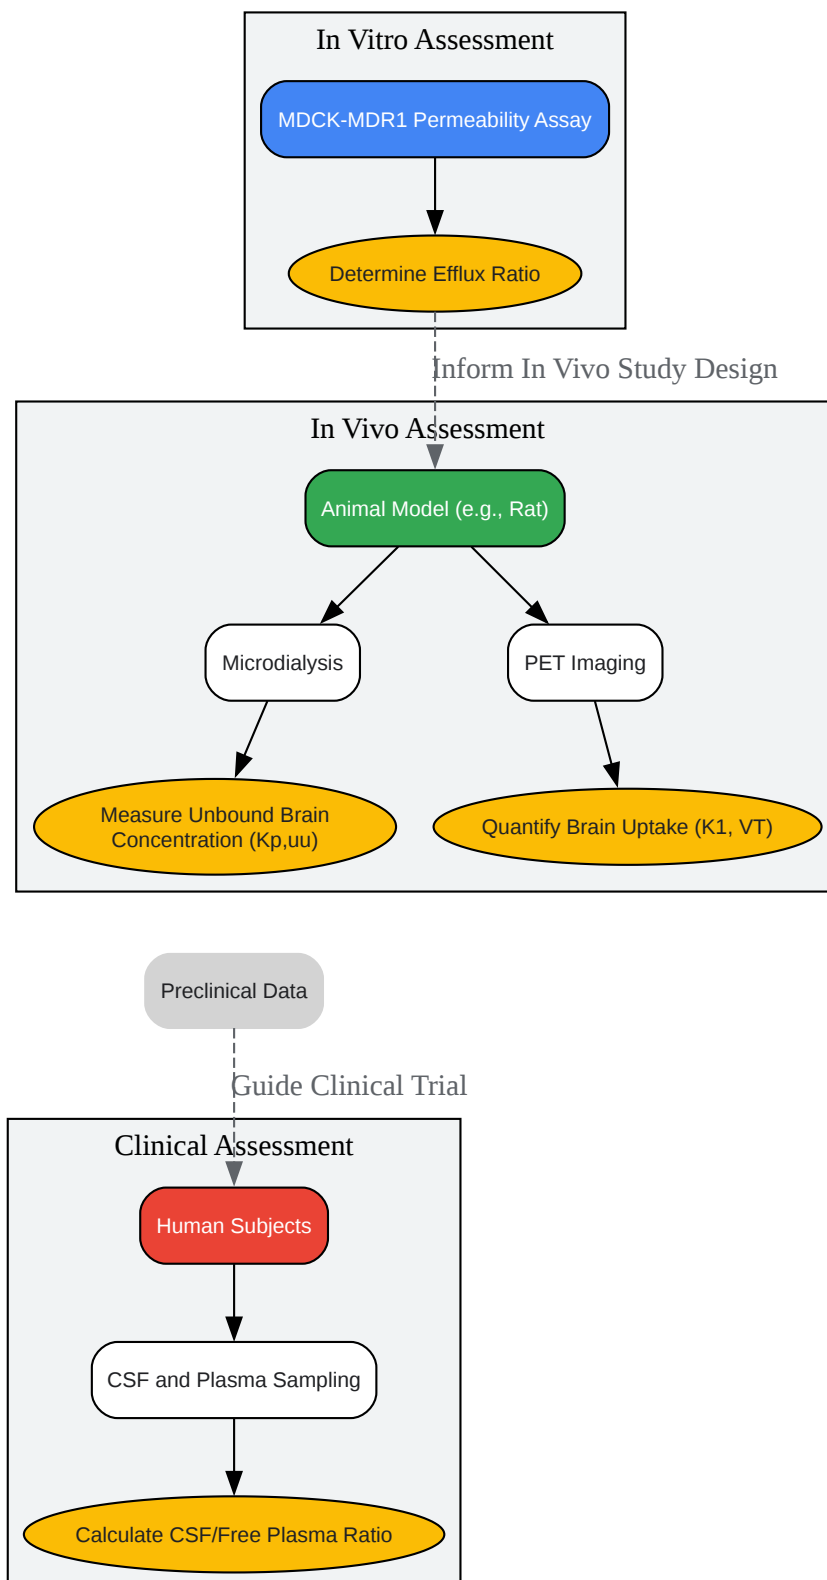 In Vitro Assessment
MDCK-MDR1 Permeability Assay
Determine Efflux Ratio
Inform In Vivo Study Design
In Vivo Assessment
Animal Model (e.g., Rat)
Microdialysis
PET Imaging
Measure Unbound Brain
Concentration (Kp,uu)
Quantify Brain Uptake (K1, VT)
Preclinical Data
Guide Clinical Trial
Clinical Assessment
Human Subjects
CSF and Plasma Sampling
Calculate CSF/Free Plasma Ratio